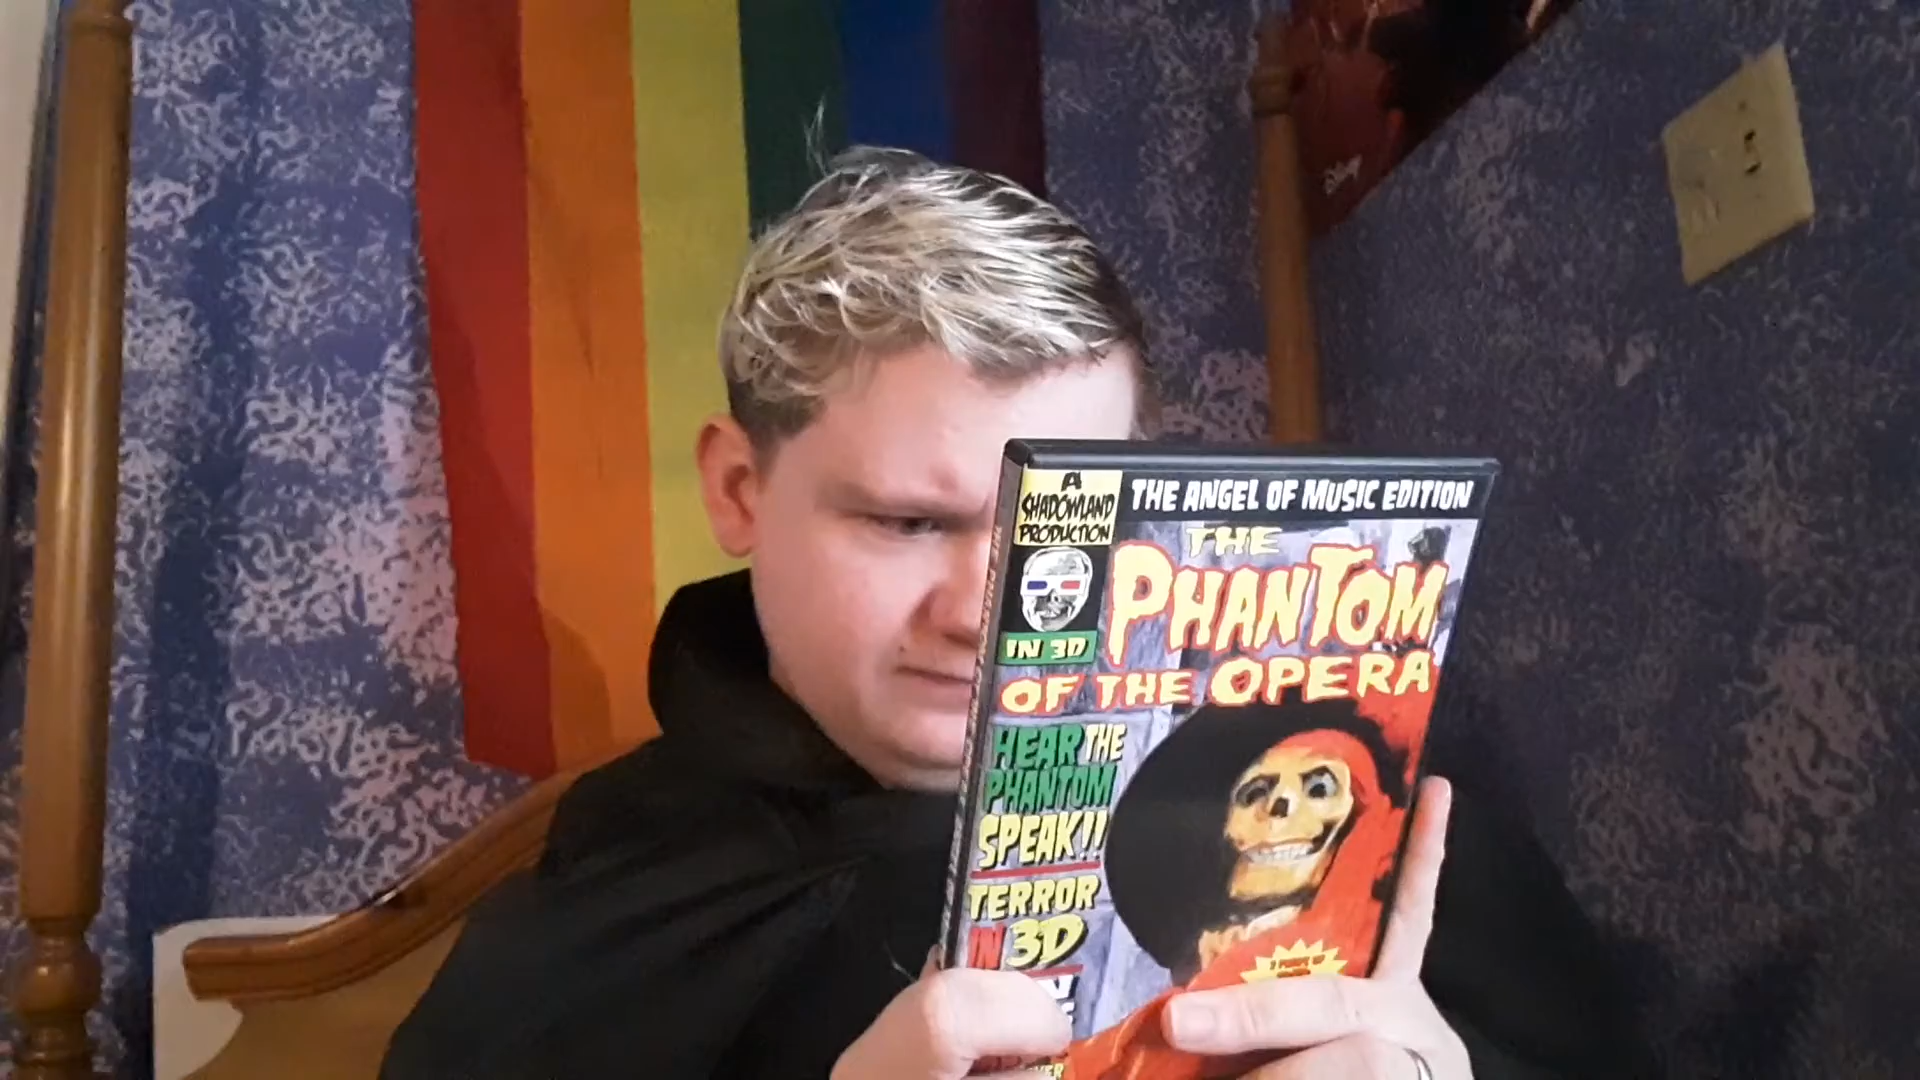 Disney
A
SHADOWLAND
PRODUCTION
THE ANGEL OF MUSIC EDITION
IN 3D
THE
PHANTOM
OF THE OPERA
HEAR THE
PHANTOM
SPEAK!!
TERROR
IN 3D